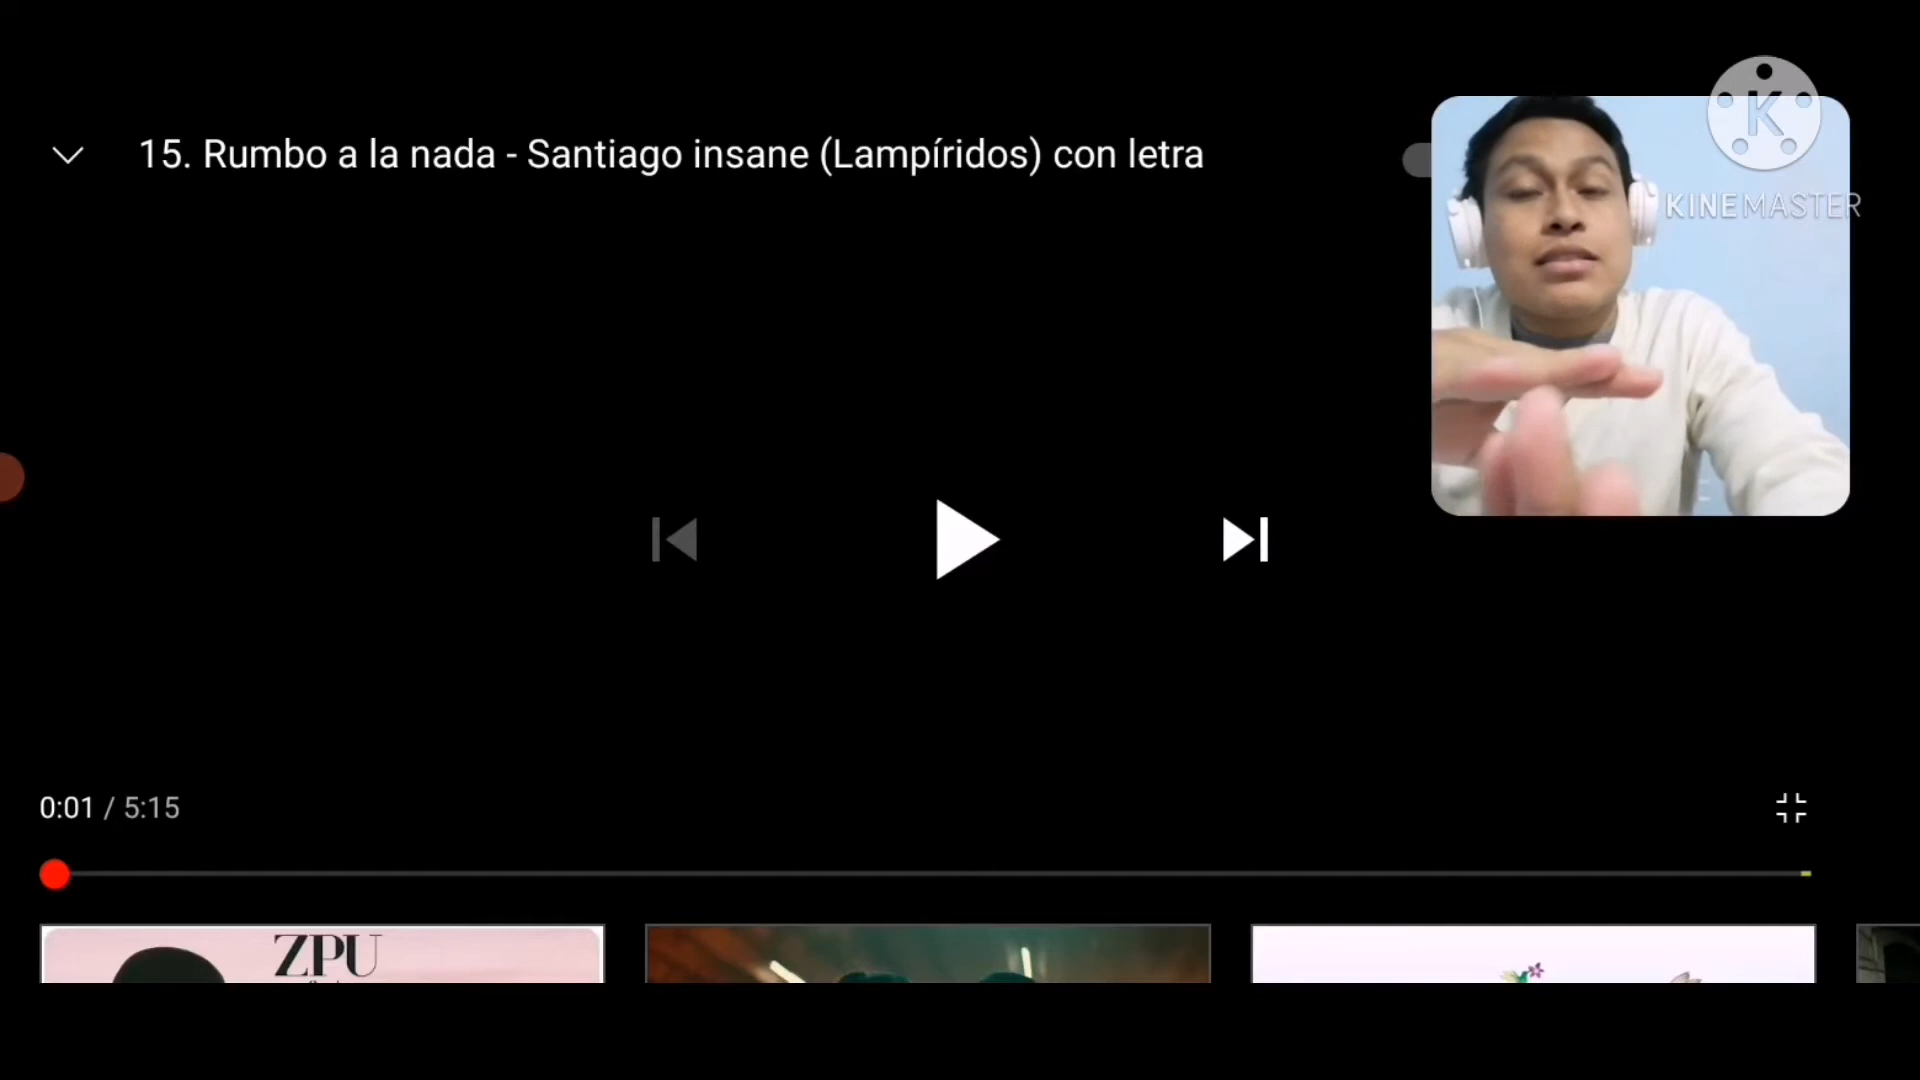 15. Rumbo a la nada - Santiago insane (Lampíridos) con letra
K
KINEMASTER
0:01 / 5:15
ZPU